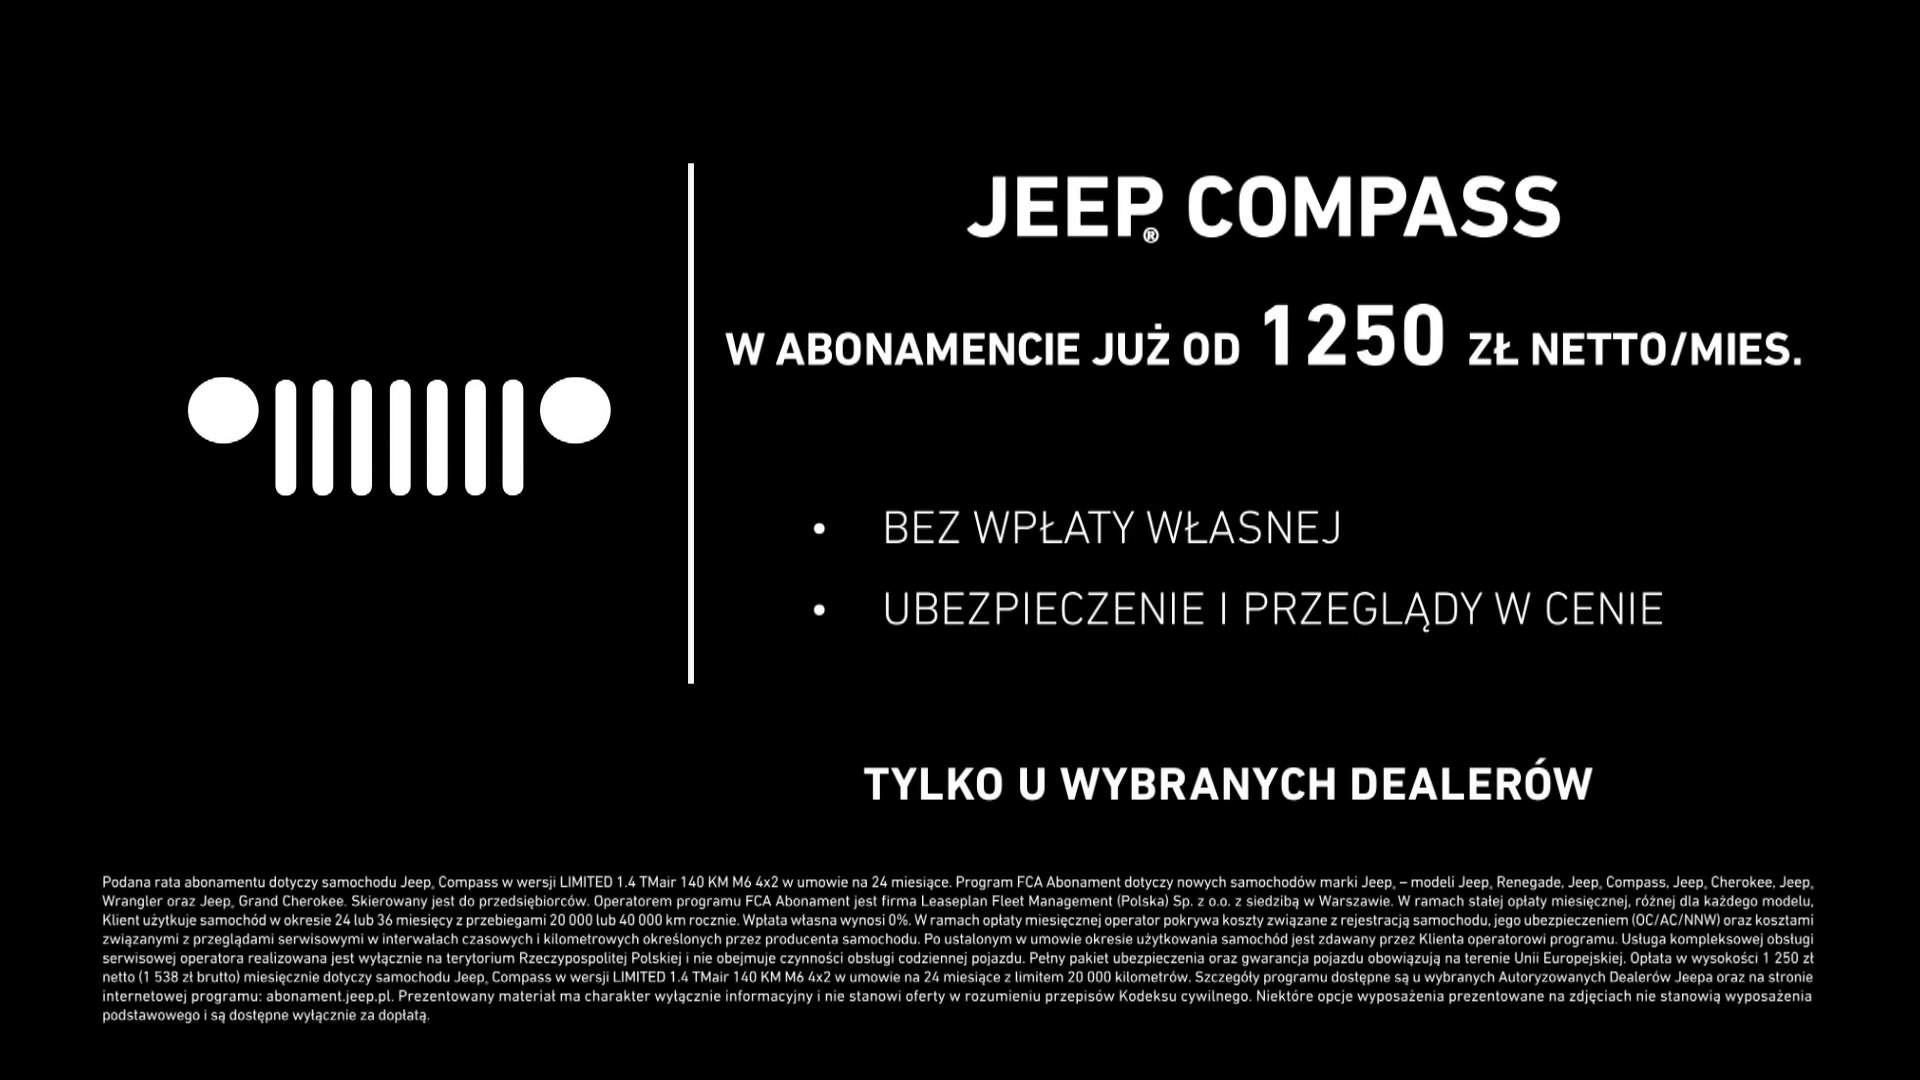 JEEP® COMPASS
W ABONAMENCIE JUŻ OD 1250 ZŁ NETTO/MIES.
• BEZ WPŁATY WŁASNEJ
• UBEZPIECZENIE I PRZEGLĄDY W CENIE
TYLKO U WYBRANYCH DEALERÓW
Podana rata abonamentu dotyczy samochodu Jeep® Compass w wersji LIMITED 1.4 TMair 140 KM M6 4x2 w umowie na 24 miesiące. Program FCA Abonament dotyczy nowych samochodów marki Jeep® – modeli Jeep® Renegade, Jeep® Compass, Jeep® Cherokee, Jeep®
Wrangler oraz Jeep® Grand Cherokee. Skierowany jest do przedsiębiorców. Operatorem programu FCA Abonament jest firma Leaseplan Fleet Management (Polska) Sp. z o.o. z siedzibą w Warszawie. W ramach stałej opłaty miesięcznej, różnej dla każdego modelu,
Klient użytkuje samochód w okresie 24 lub 36 miesięcy z przebiegami 20 000 lub 40 000 km rocznie. Wpłata własna wynosi 0%. W ramach opłaty miesięcznej operator pokrywa koszty związane z rejestracją samochodu, jego ubezpieczeniem (OC/AC/NNW) oraz kosztami
związanymi z przeglądami serwisowymi w interwałach czasowych i kilometrowych określonych przez producenta samochodu. Po ustalonym w umowie okresie użytkowania samochód jest zdawany przez Klienta operatorowi programu. Usługa kompleksowej obsługi
serwisowej operatora realizowana jest wyłącznie na terytorium Rzeczypospolitej Polskiej i nie obejmuje czynności obsługi codziennej pojazdu. Pełny pakiet ubezpieczenia oraz gwarancja pojazdu obowiązują na terenie Unii Europejskiej. Opłata w wysokości 1 250 zł
netto (1 538 zł brutto) miesięcznie dotyczy samochodu Jeep® Compass w wersji LIMITED 1.4 TMair 140 KM M6 4x2 w umowie na 24 miesiące z limitem 20 000 kilometrów. Szczegóły programu dostępne są u wybranych Autoryzowanych Dealerów Jeepa oraz na stronie
internetowej programu: abonament.jeep.pl. Prezentowany materiał ma charakter wyłącznie informacyjny i nie stanowi oferty w rozumieniu przepisów Kodeksu cywilnego. Niektóre opcje wyposażenia prezentowane na zdjęciach nie stanowią wyposażenia
podstawowego i są dostępne wyłącznie za dopłatą.